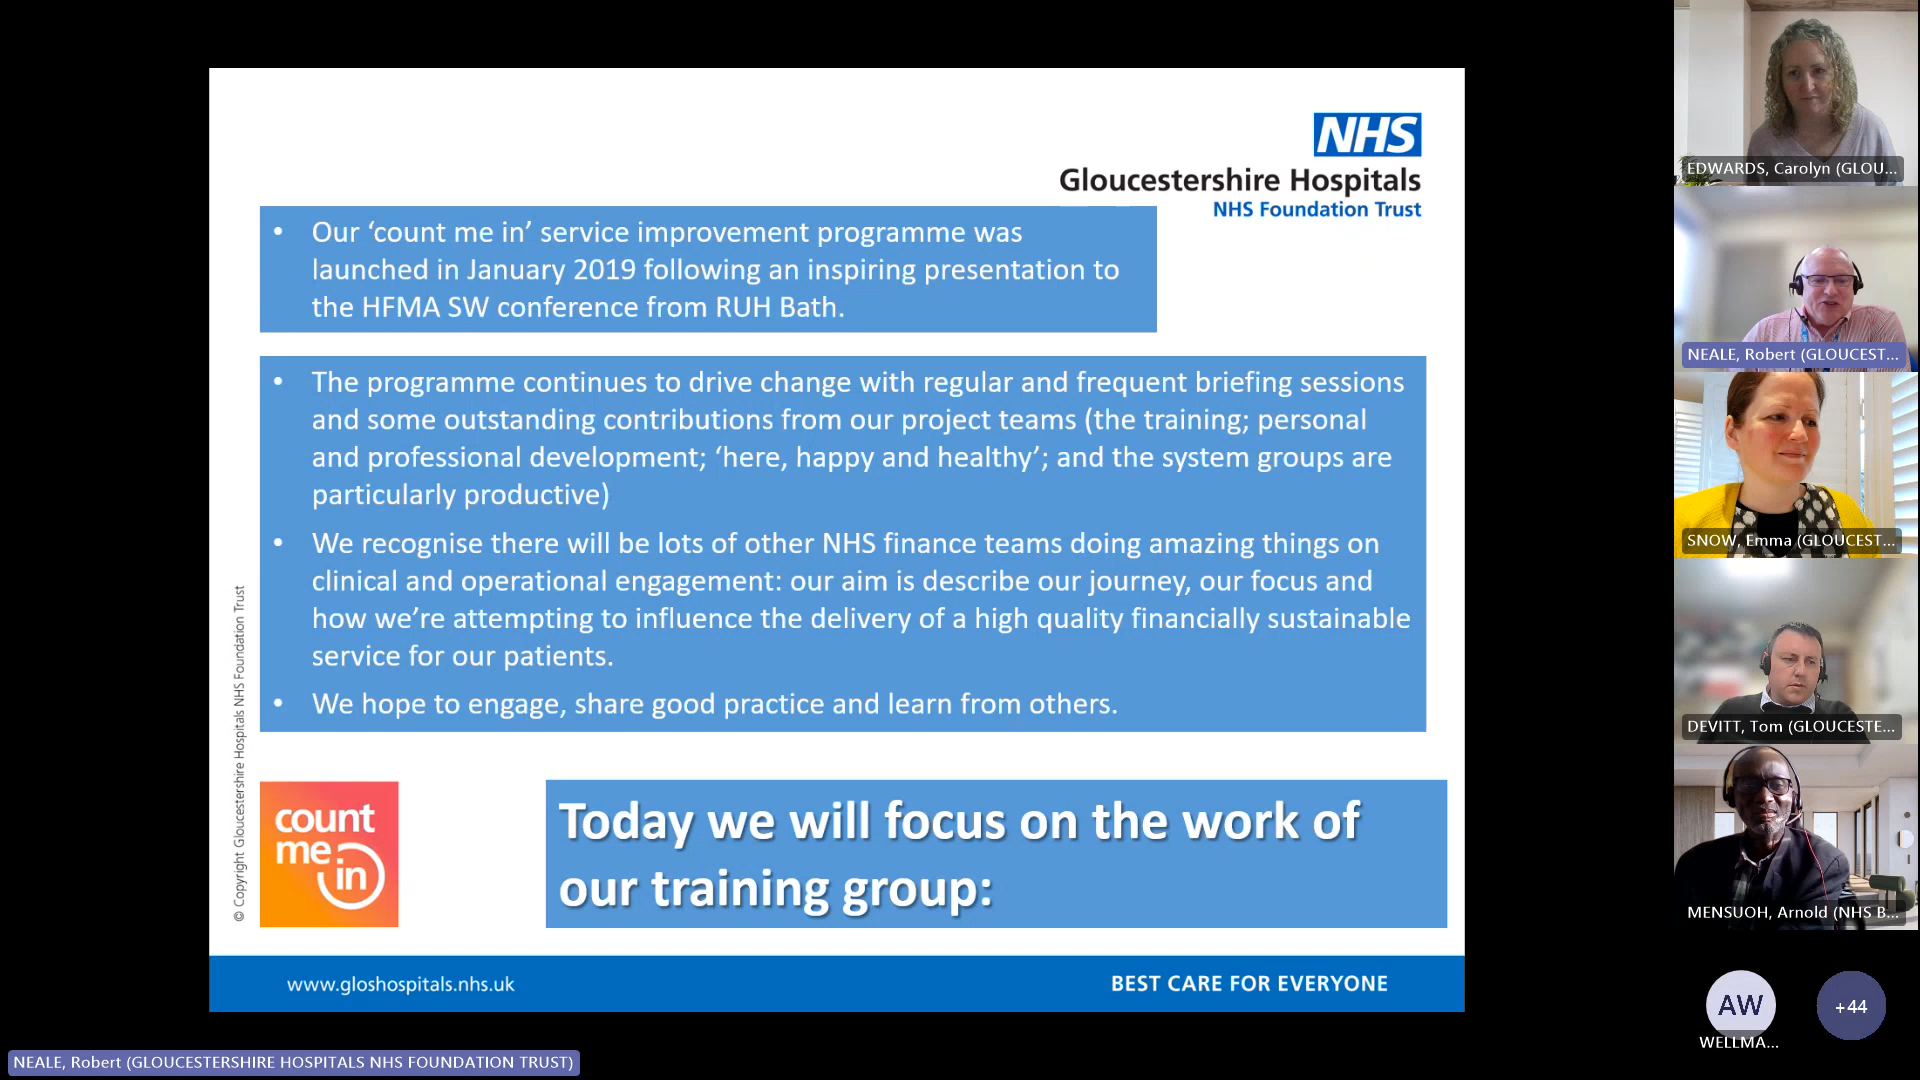 NHS
Gloucestershire Hospitals
NHS Foundation Trust
• Our ‘count me in’ service improvement programme was
launched in January 2019 following an inspiring presentation to
the HFMA SW conference from RUH Bath.
• The programme continues to drive change with regular and frequent briefing sessions
and some outstanding contributions from our project teams (the training; personal
and professional development; ‘here, happy and healthy’; and the system groups are
particularly productive)
• We recognise there will be lots of other NHS finance teams doing amazing things on
clinical and operational engagement: our aim is describe our journey, our focus and
how we’re attempting to influence the delivery of a high quality financially sustainable
service for our patients.
• We hope to engage, share good practice and learn from others.
© Copyright Gloucestershire Hospitals NHS Foundation Trust
count
me
in
Today we will focus on the work of
our training group:
www.gloshospitals.nhs.uk
BEST CARE FOR EVERYONE
NEALE, Robert (GLOUCESTERSHIRE HOSPITALS NHS FOUNDATION TRUST)
EDWARDS, Carolyn (GLOU...
NEALE, Robert (GLOUCEST...
SNOW, Emma (GLOUCEST...
DEVITT, Tom (GLOUCESTE...
MENSUOH, Arnold (NHS B...
AW
WELLMA...
+44